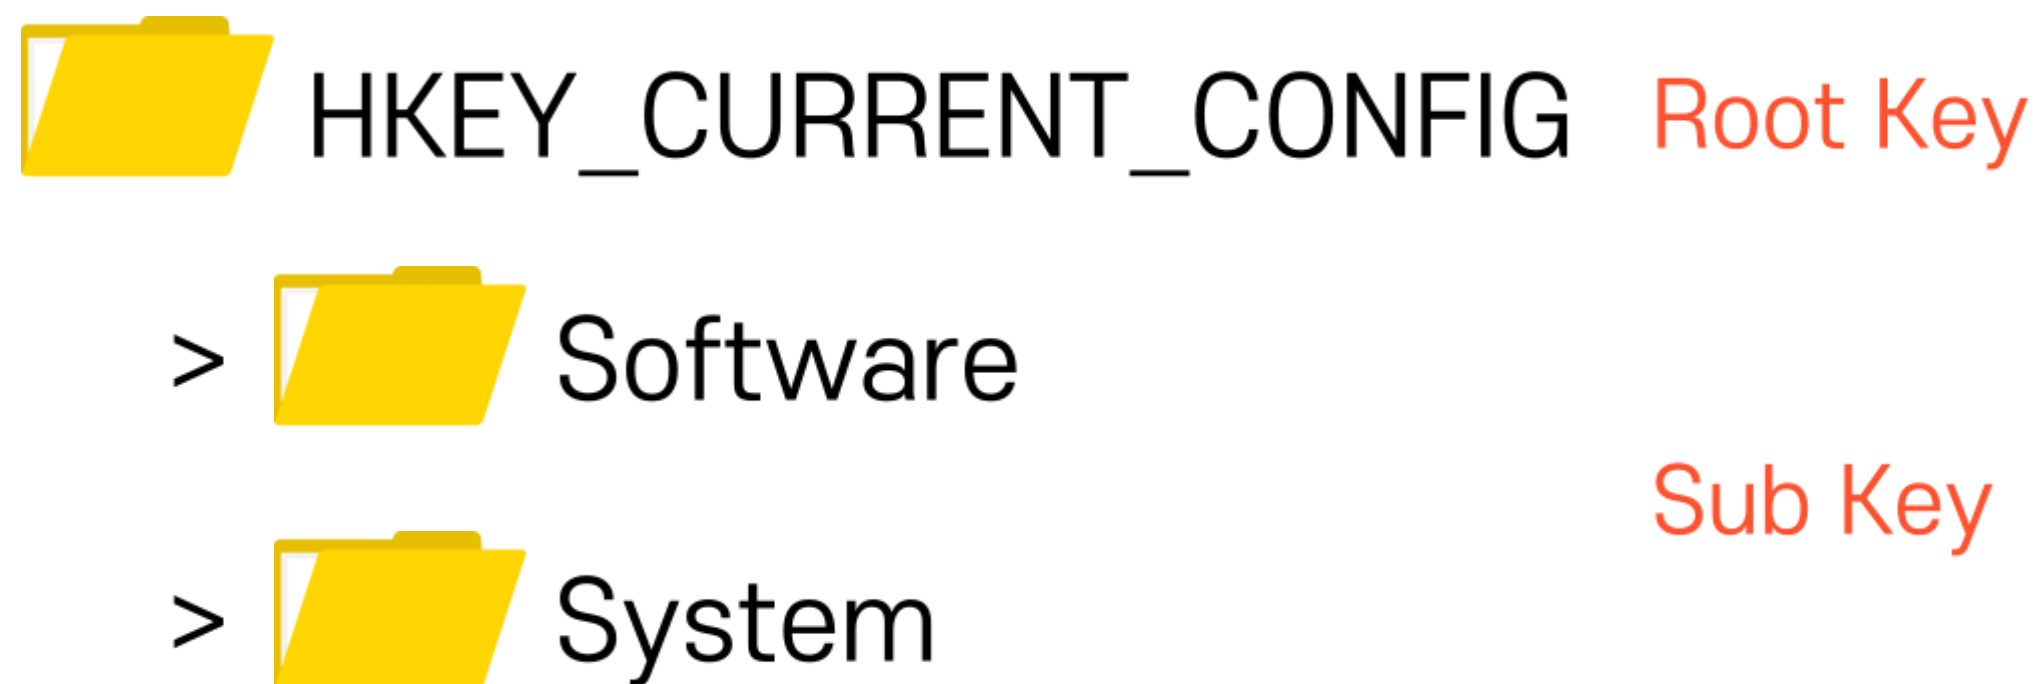 HKEY_CURRENT_CONFIG Root Key
> Software
Sub Key
> System